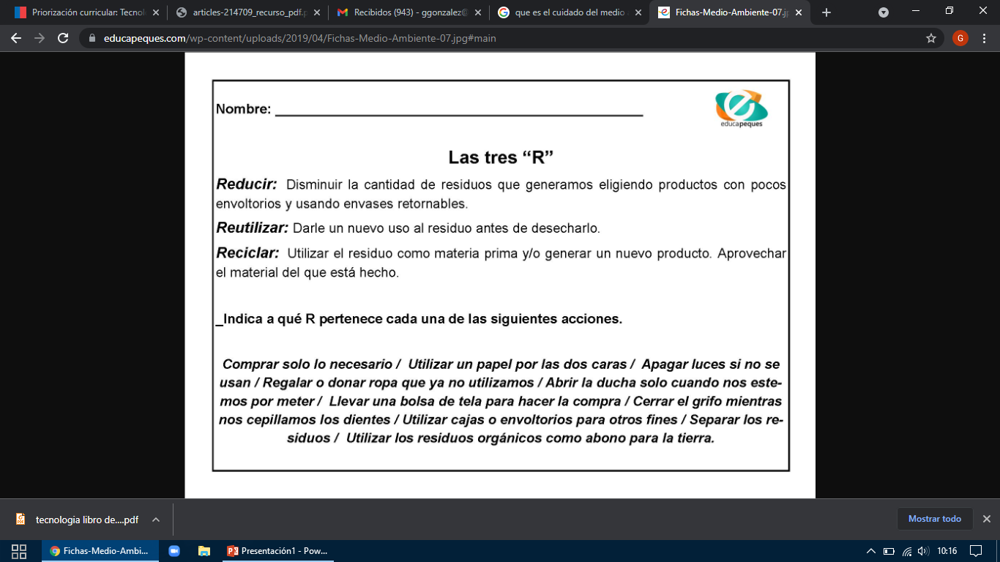 Priorización curricular: Tecnol
articles-214709_recurso_pdf.p
Recibidos (943) - ggonzalez@
que es el cuidado del medio
Fichas-Medio-Ambiente-07.jp
educapeques.com/wp-content/uploads/2019/04/Fichas-Medio-Ambiente-07.jpg#main
G
Nombre:
educapeques
Las tres “R”
Reducir: Disminuir la cantidad de residuos que generamos eligiendo productos con pocos
envoltorios y usando envases retornables.
Reutilizar: Darle un nuevo uso al residuo antes de desecharlo.
Reciclar: Utilizar el residuo como materia prima y/o generar un nuevo producto. Aprovechar
el material del que está hecho.
_Indica a qué R pertenece cada una de las siguientes acciones.
Comprar solo lo necesario / Utilizar un papel por las dos caras / Apagar luces si no se
usan / Regalar o donar ropa que ya no utilizamos / Abrir la ducha solo cuando nos este-
mos por meter / Llevar una bolsa de tela para hacer la compra / Cerrar el grifo mientras
nos cepillamos los dientes / Utilizar cajas o envoltorios para otros fines / Separar los re-
siduos / Utilizar los residuos orgánicos como abono para la tierra.
tecnologia libro de....pdf
Mostrar todo
Fichas-Medio-Ambi...
Presentación1 - Pow...
10:16